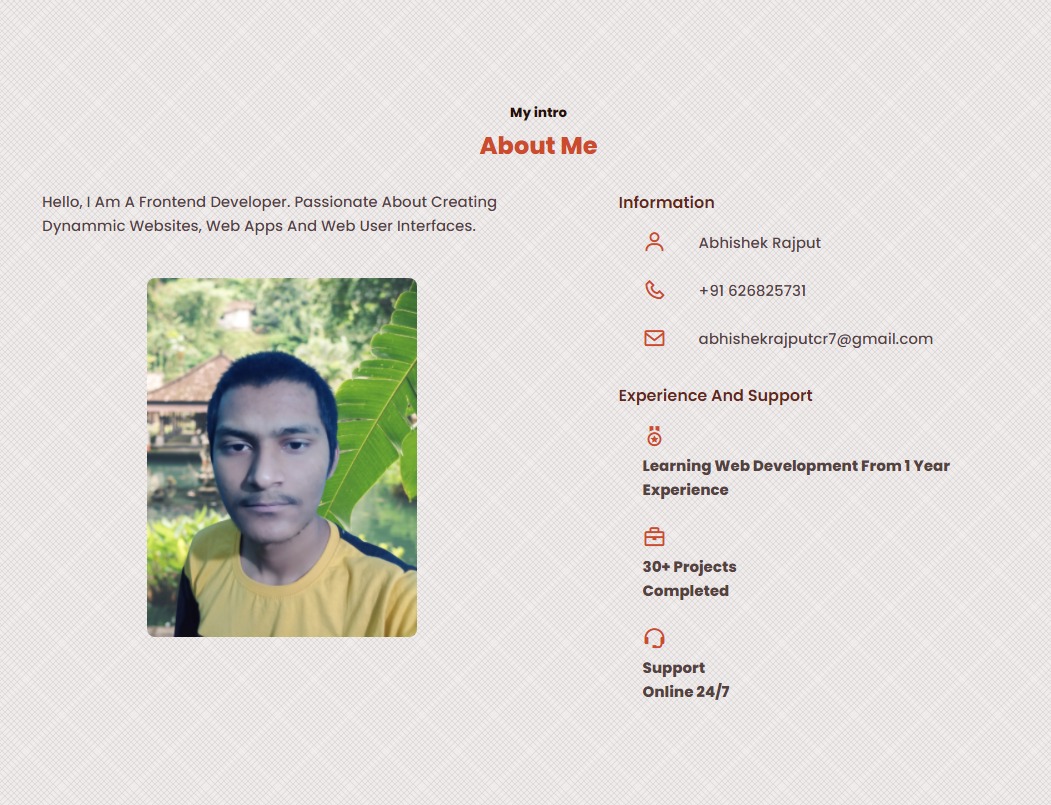 My intro
About Me
Hello, I Am A Frontend Developer. Passionate About Creating
Dynammic Websites, Web Apps And Web User Interfaces.
Information
Abhishek Rajput
+91 626825731
abhishekrajputcr7@gmail.com
Experience And Support
Learning Web Development From 1 Year
Experience
30+ Projects
Completed
Support
Online 24/7